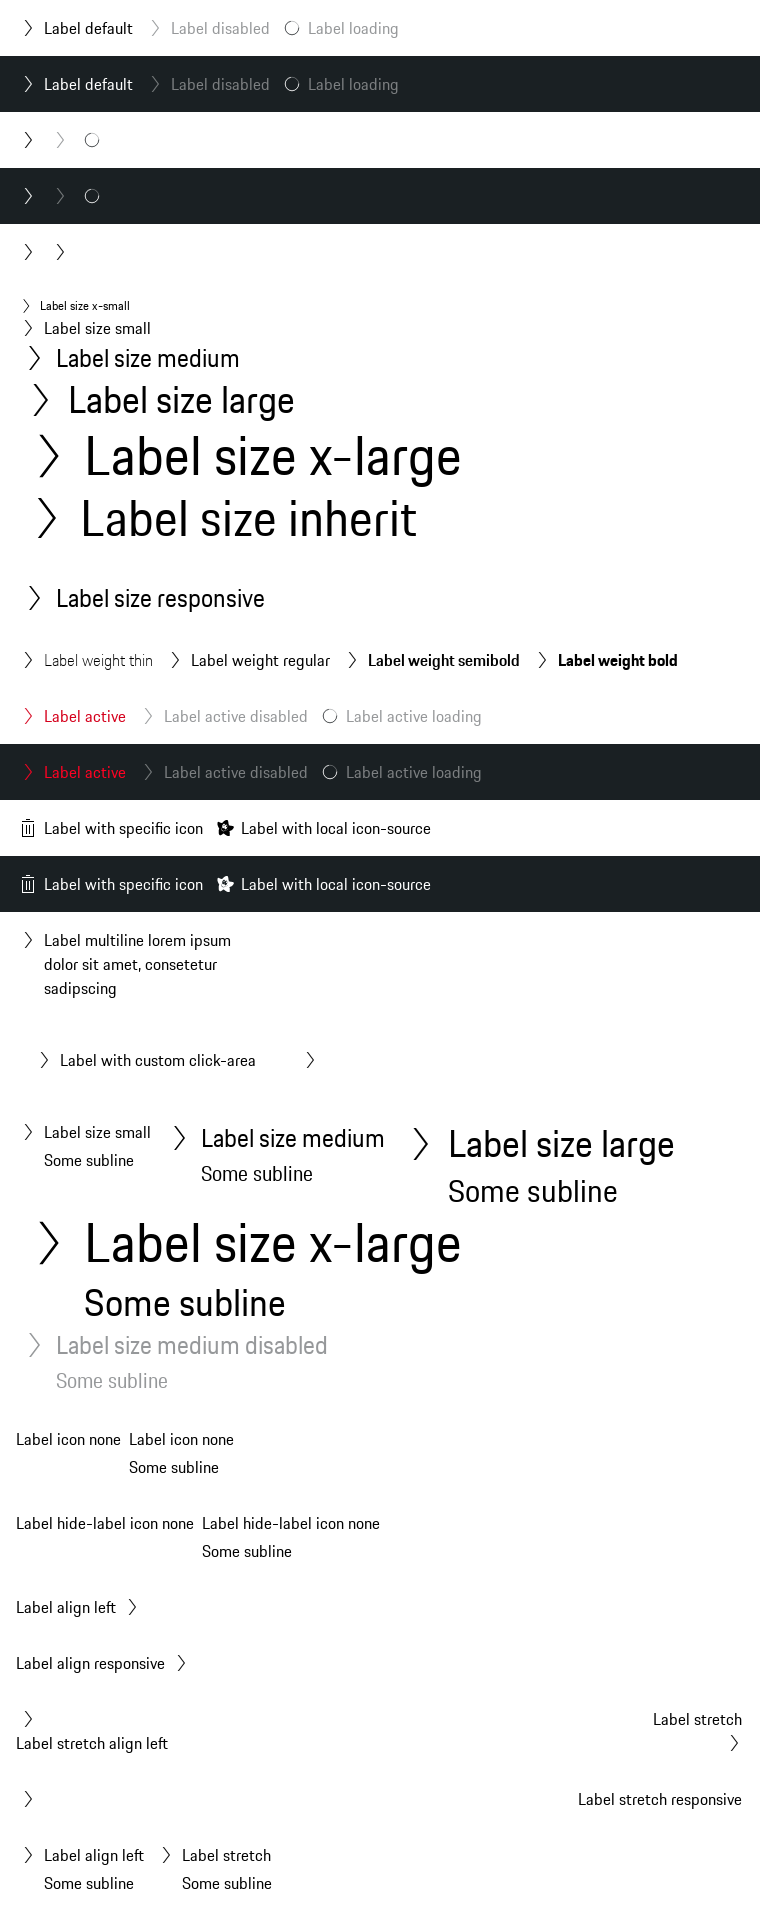 Label default Label disabled Label loading
Label default Label disabled Label loading
Label size x-small
Label size small
Label size medium
Label size large
Label size x-large
Label size inherit
Label size responsive
Label weight thin Label weight regular Label weight semibold Label weight bold
Label active Label active disabled Label active loading
Label active Label active disabled Label active loading
Label with specific icon Label with local icon-source
Label with specific icon Label with local icon-source
Label multiline lorem ipsum
dolor sit amet, consetetur
sadipscing
Label with custom click-area
Label size small Label size medium Label size large
Some subline Some subline Some subline
Label size x-large
Some subline
Label size medium disabled
Some subline
Label icon none Label icon none
Some subline
Label hide-label icon none Label hide-label icon none
Some subline
Label align left
Label align responsive
Label stretch
Label stretch align left
Label stretch responsive
Label align left Label stretch
Some subline Some subline